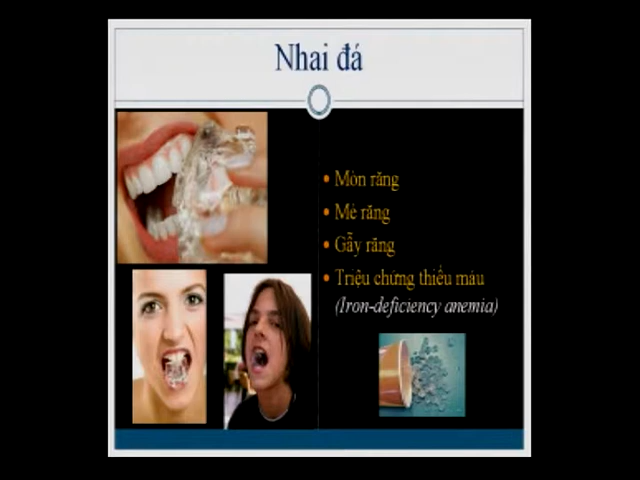 Nhai đá
• Mòn răng
• Mẻ răng
• Gẫy răng
• Triệu chứng thiếu máu
(Iron-deficiency anemia)